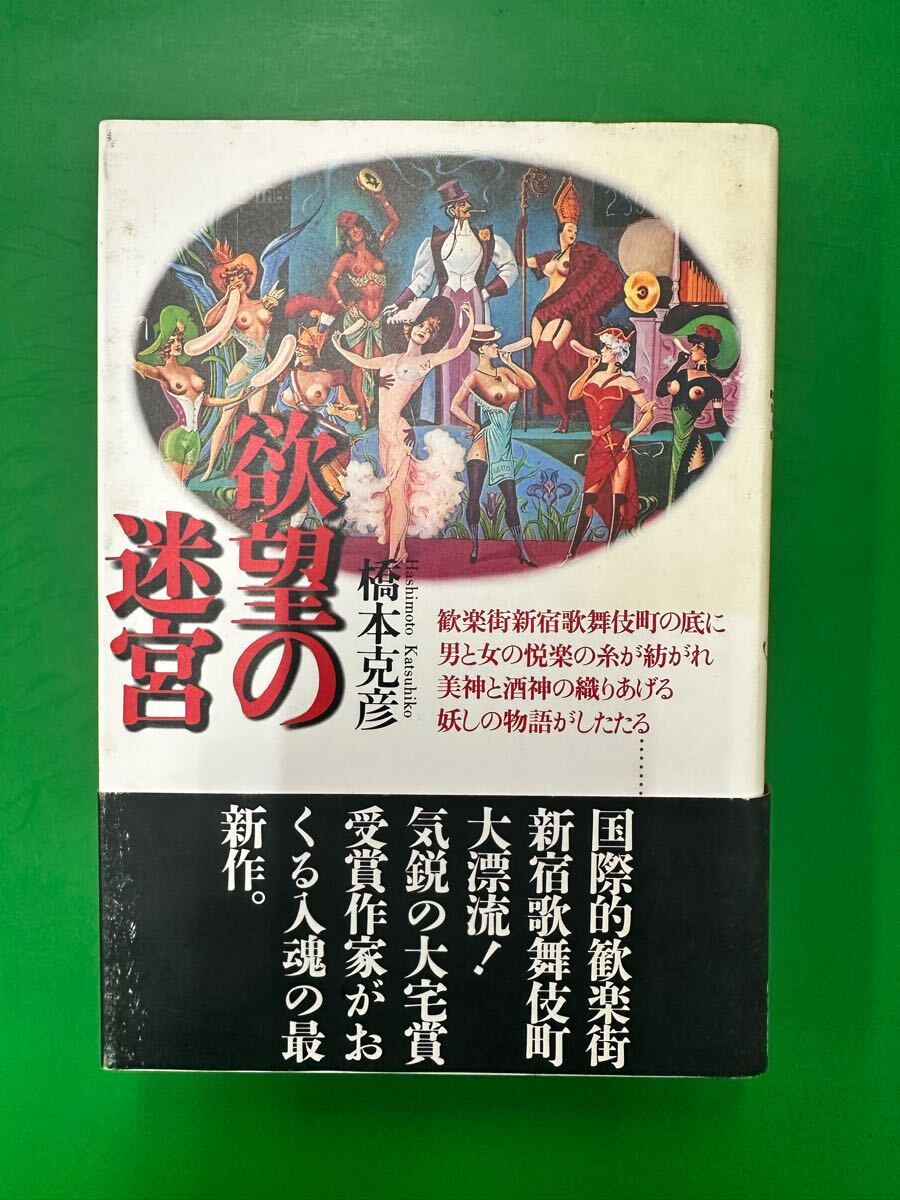 欲望の
迷宮
橋本克彦
Hashimoto Katsuhiko
歓楽街新宿歌舞伎町の底に
男と女の悦楽の糸が紡がれ
美神と酒神の織りあげる
妖しの物語がしたたる……
国際的歓楽街
新宿歌舞伎町
大漂流!
気鋭の大宅賞
受賞作家がお
くる入魂の最
新作。